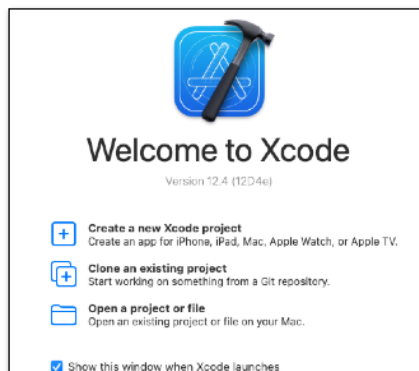 Welcome to Xcode
Version 12.4 (12D4e)
Create a new Xcode project
Create an app for iPhone, iPad, Mac, Apple Watch, or Apple TV.
Clone an existing project
Start working on something from a Git repository.
Open a project or file
Open an existing project or file on your Mac.
Show this window when Xcode launches